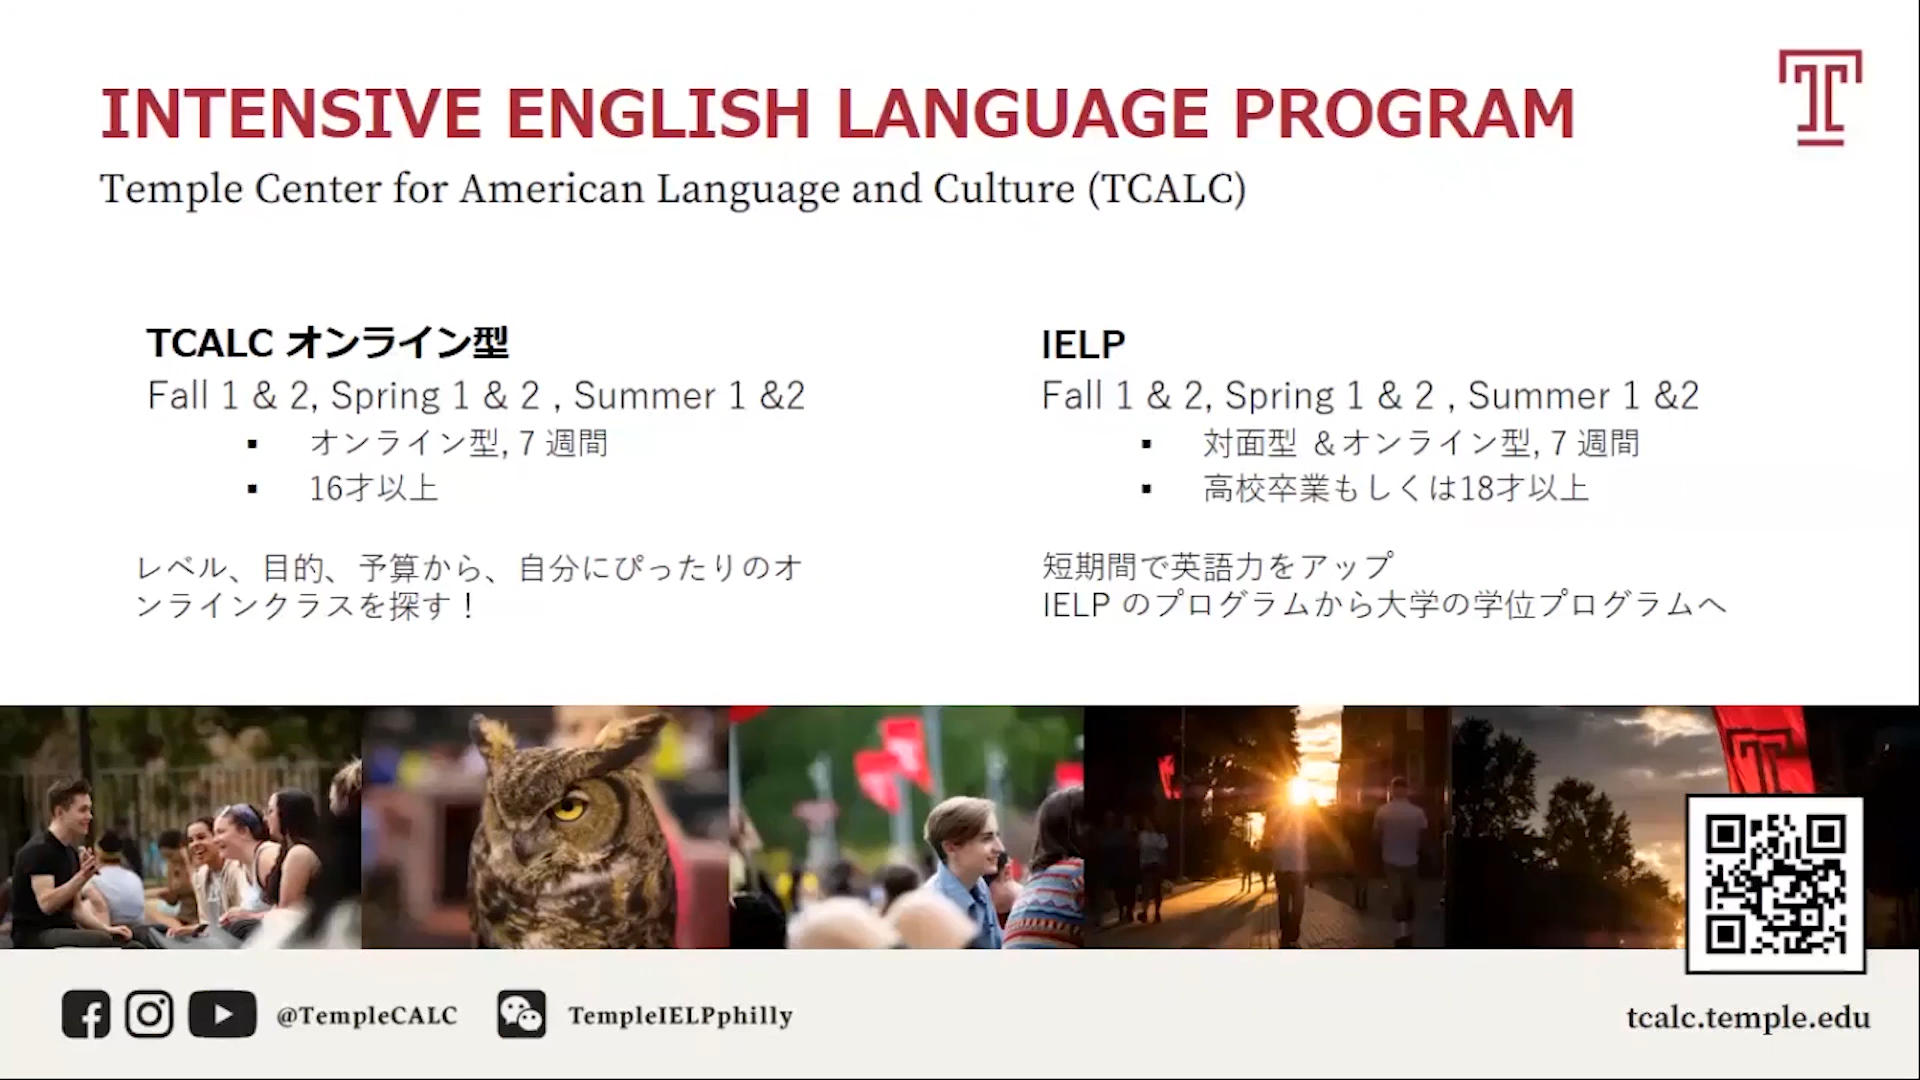 INTENSIVE ENGLISH LANGUAGE PROGRAM
Temple Center for American Language and Culture (TCALC)
TCALC オンライン型
Fall 1 & 2, Spring 1 & 2 , Summer 1 &2
▪ オンライン型, 7 週間
▪ 16才以上
レベル、目的、予算から、自分にぴったりのオ
ンラインクラスを探す！
IELP
Fall 1 & 2, Spring 1 & 2 , Summer 1 &2
▪ 対面型 ＆オンライン型, 7 週間
▪ 高校卒業もしくは18才以上
短期間で英語力をアップ
IELP のプログラムから大学の学位プログラムへ
@TempleCALC
TempleIELPphilly
tcalc.temple.edu